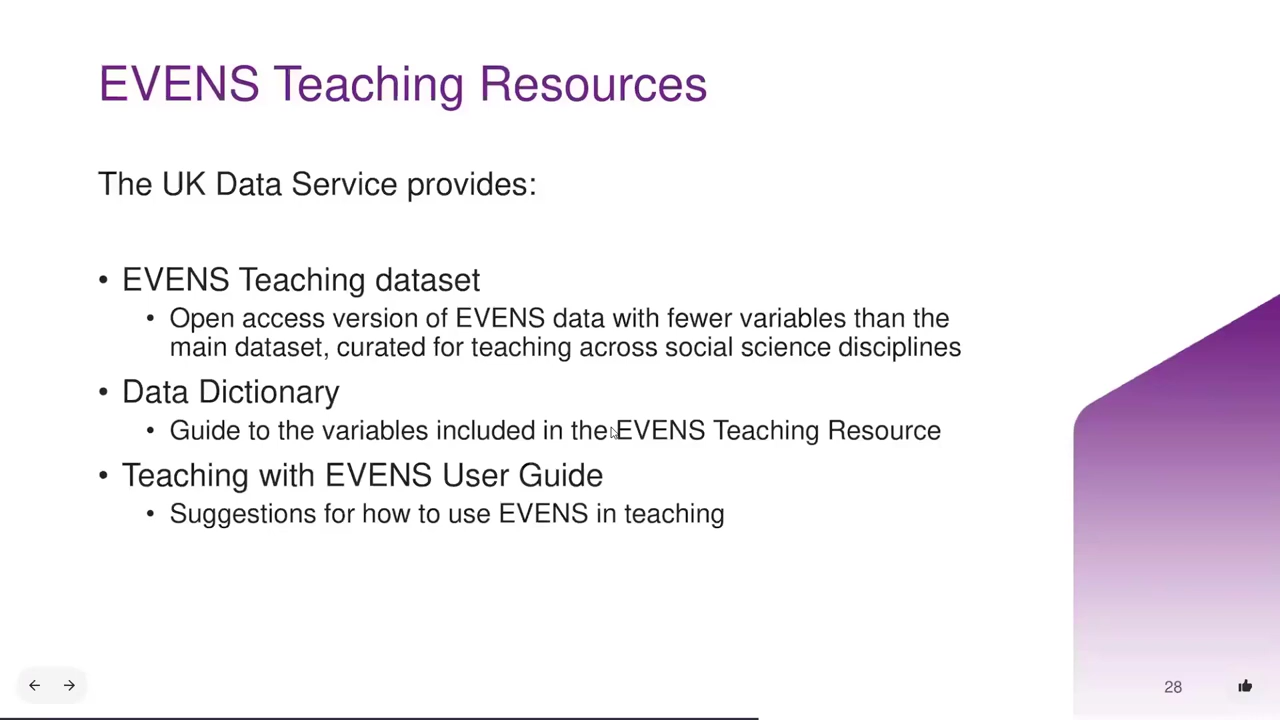 EVENS Teaching Resources
The UK Data Service provides:
• EVENS Teaching dataset
• Open access version of EVENS data with fewer variables than the
main dataset, curated for teaching across social science disciplines
• Data Dictionary
• Guide to the variables included in the EVENS Teaching Resource
• Teaching with EVENS User Guide
• Suggestions for how to use EVENS in teaching
28